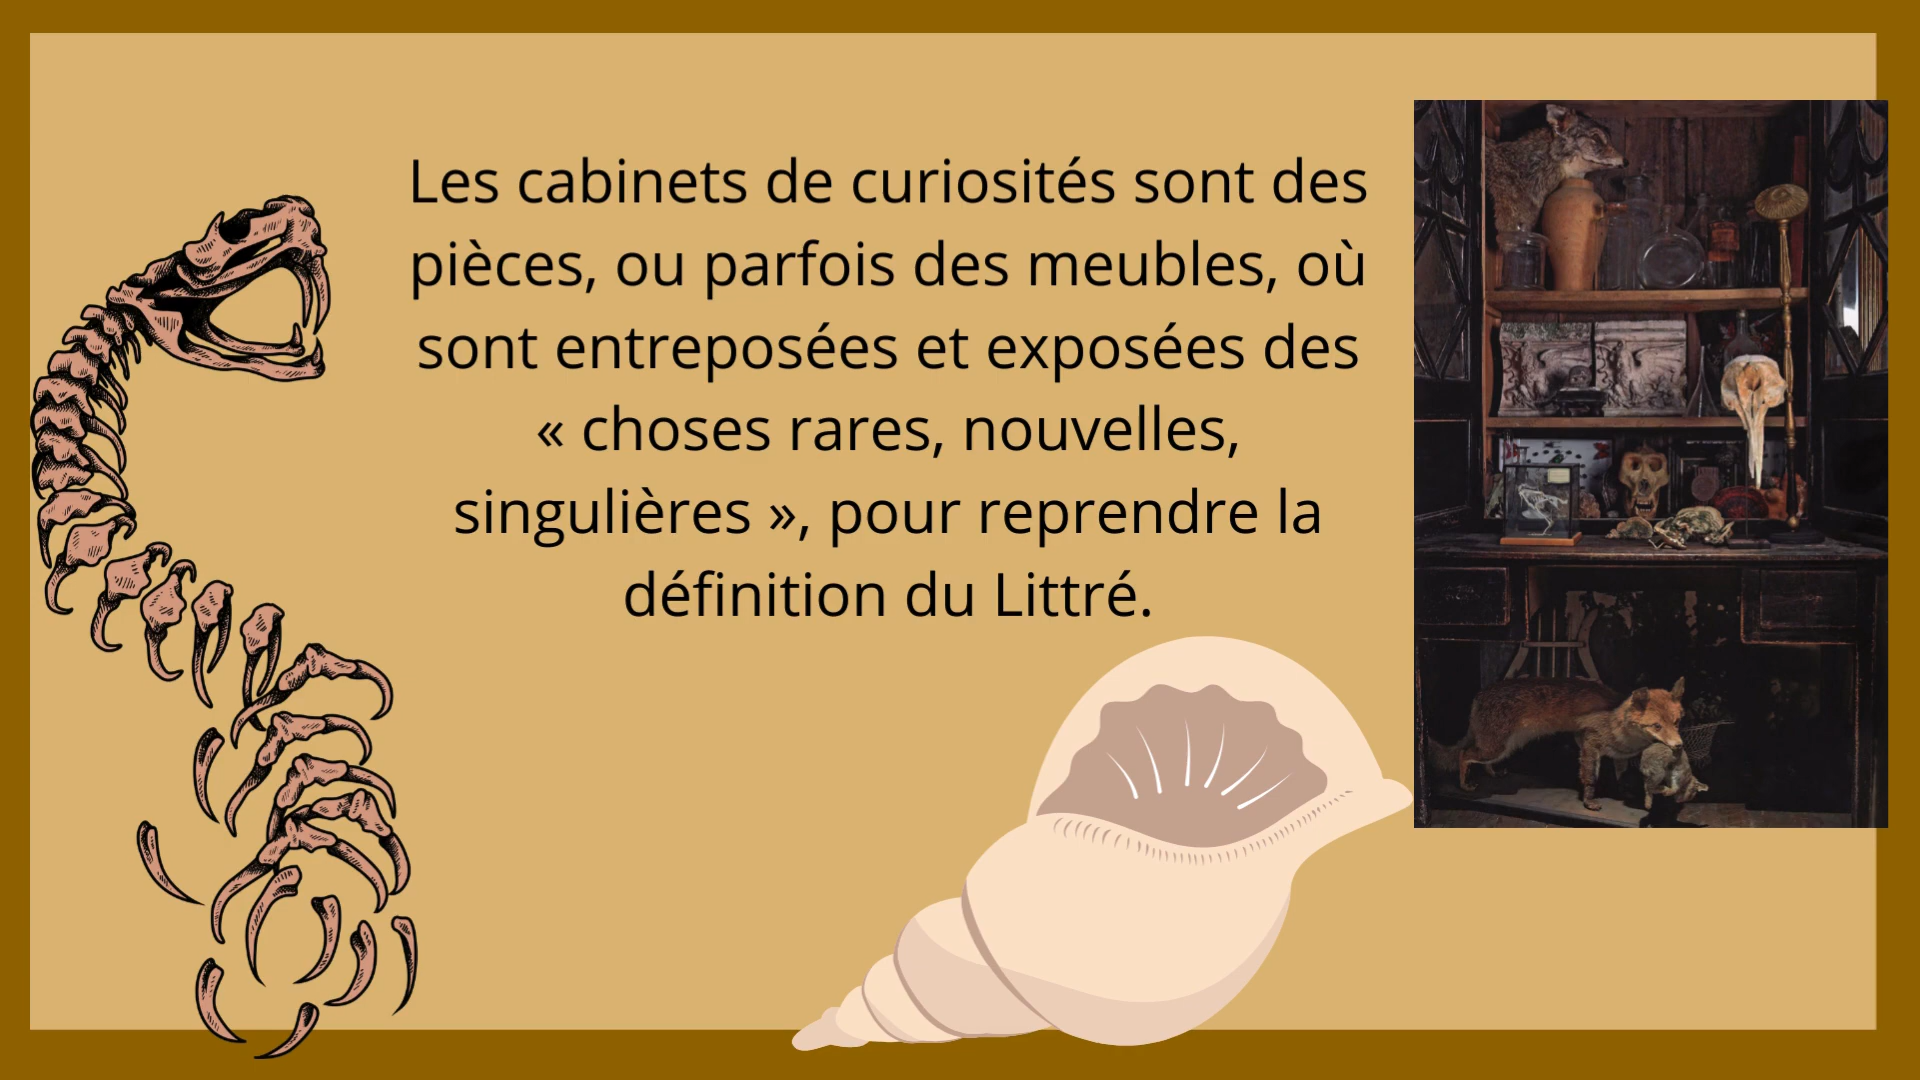 Les cabinets de curiosités sont des
pièces, ou parfois des meubles, où
sont entreposées et exposées des
« choses rares, nouvelles,
singulières », pour reprendre la
définition du Littré.